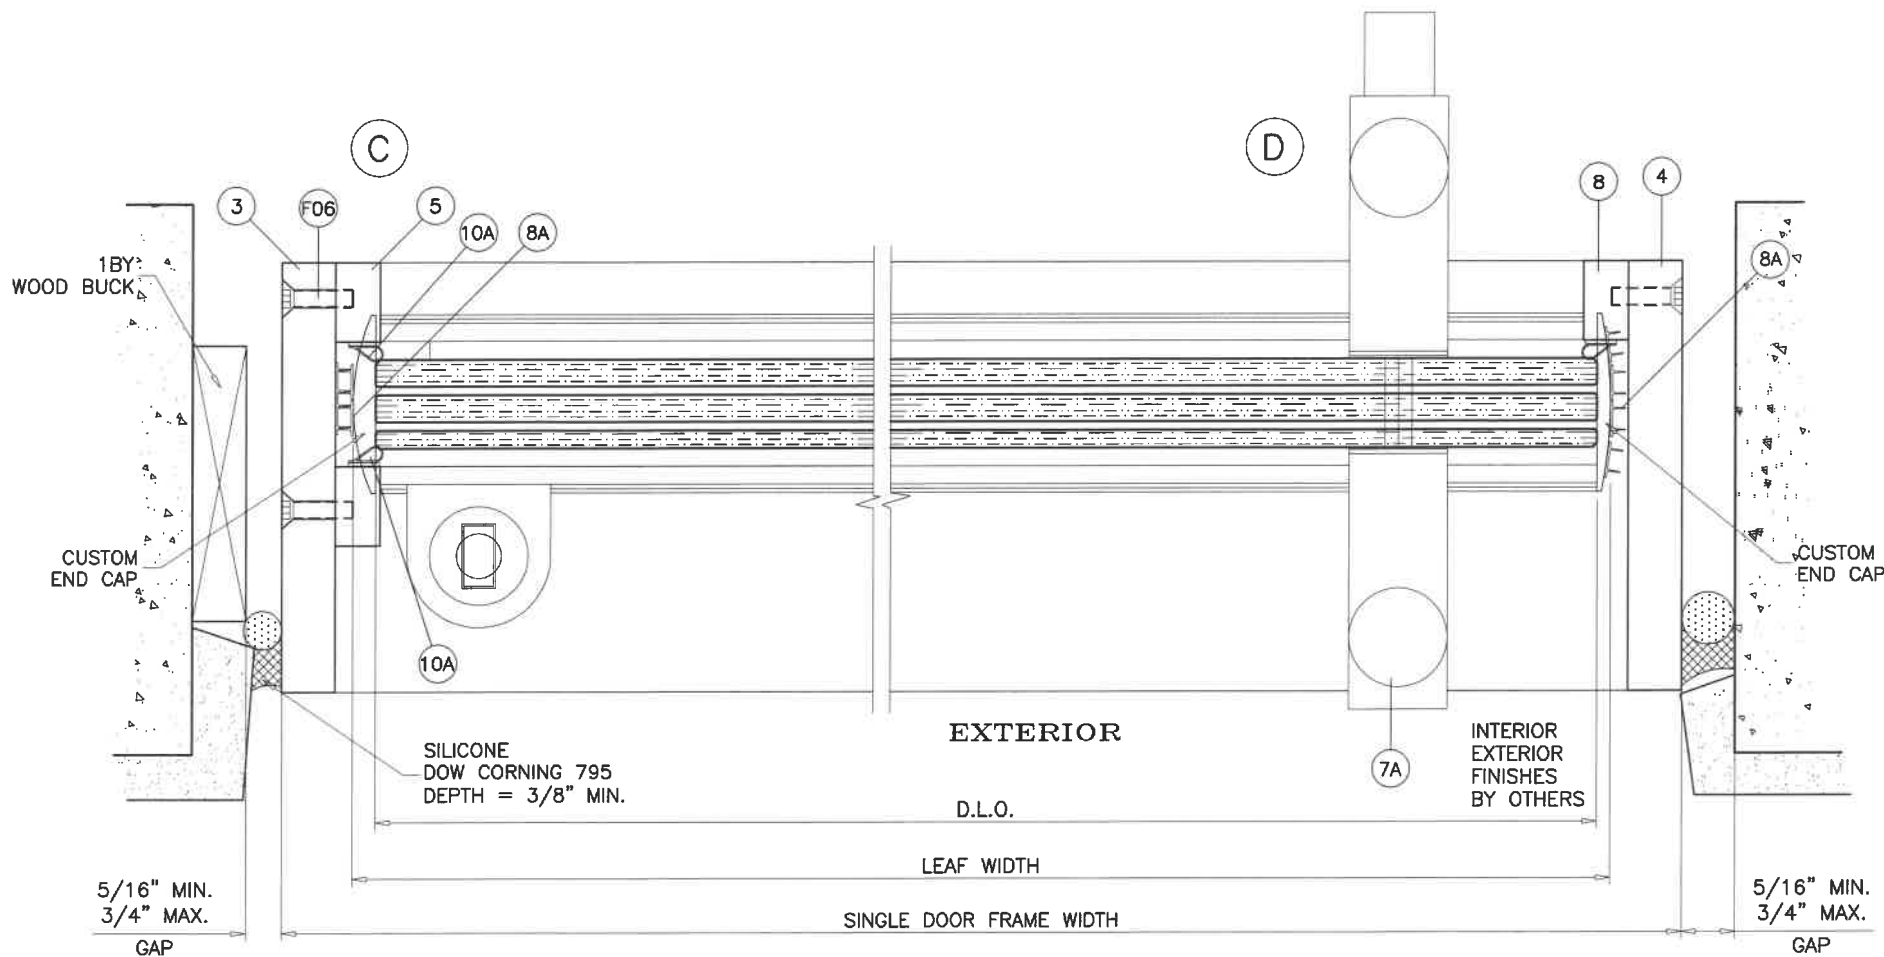 C
D
3
F06
5
10A
8A
8
4
8A
1BY
WOOD BUCK
CUSTOM
END CAP
CUSTOM
END CAP
10A
EXTERIOR
SILICONE
DOW CORNING 795
DEPTH = 3/8" MIN.
7A
INTERIOR
EXTERIOR
FINISHES
BY OTHERS
D.L.O.
LEAF WIDTH
5/16" MIN.
3/4" MAX.
GAP
SINGLE DOOR FRAME WIDTH
5/16" MIN.
3/4" MAX.
GAP